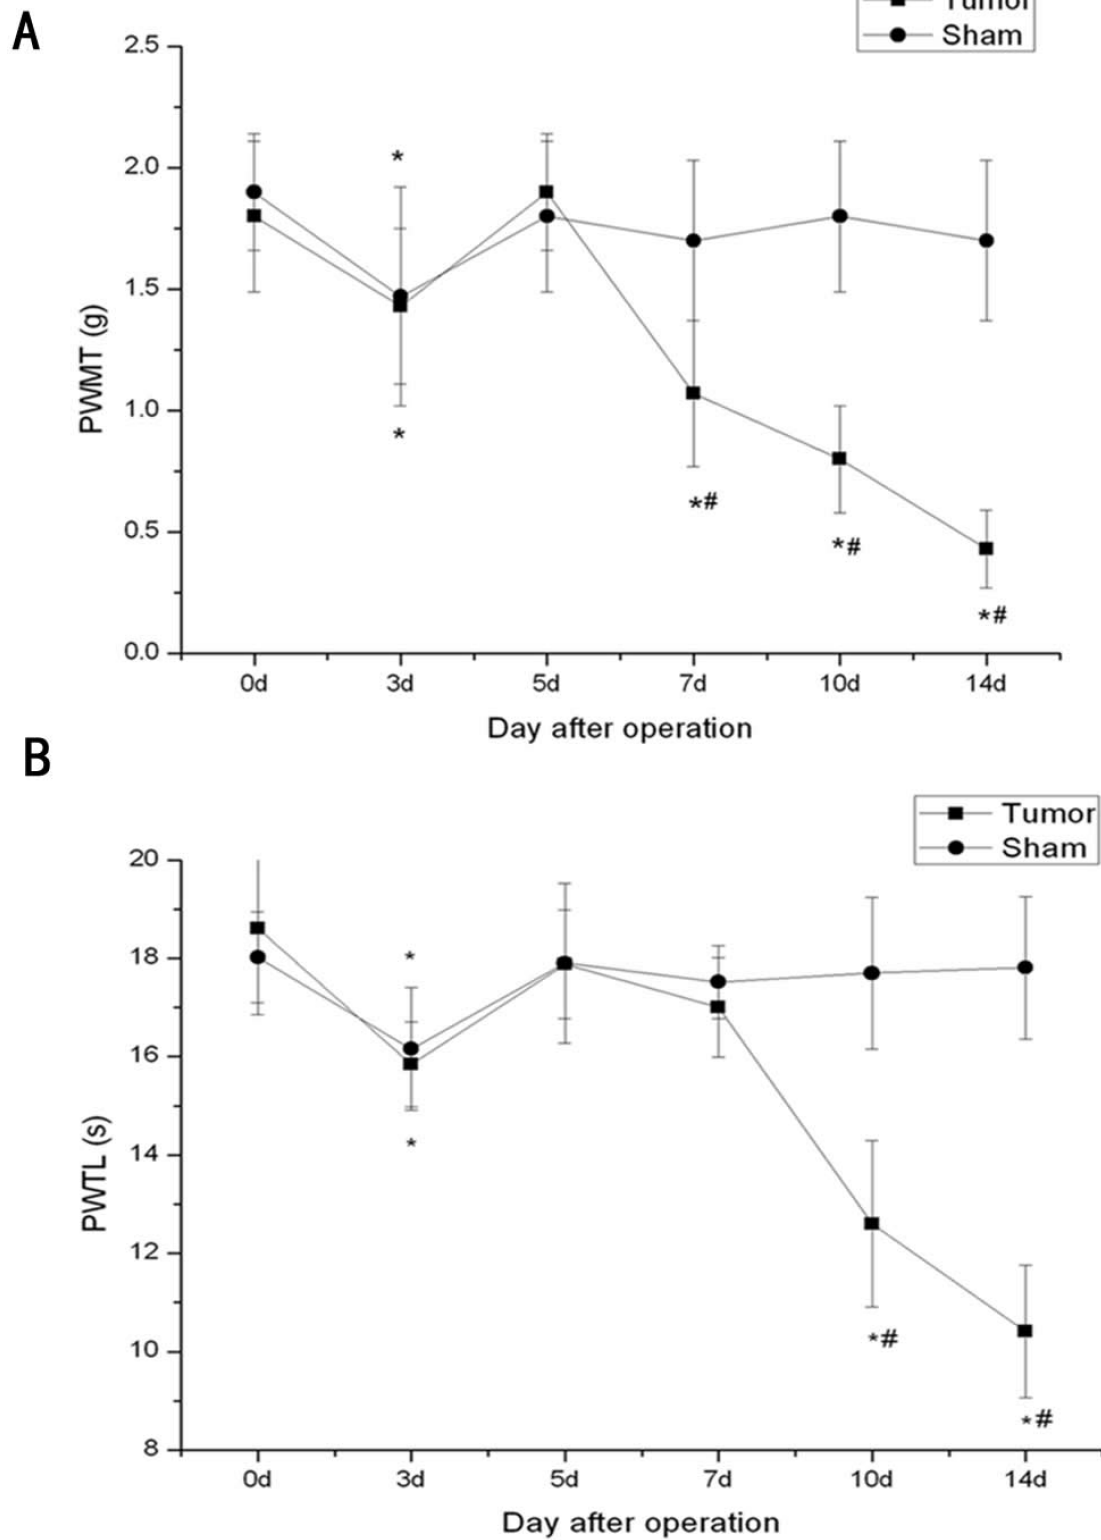 A
Tumor
Sham
2.5
2.0
1.5
1.0
0.5
0.0
PWMT (g)
*
*
*#
*#
*#
0d 3d 5d 7d 10d 14d
Day after operation
B
Tumor
Sham
20
18
16
14
12
10
8
PWTL (s)
*
*
*#
*#
0d 3d 5d 7d 10d 14d
Day after operation